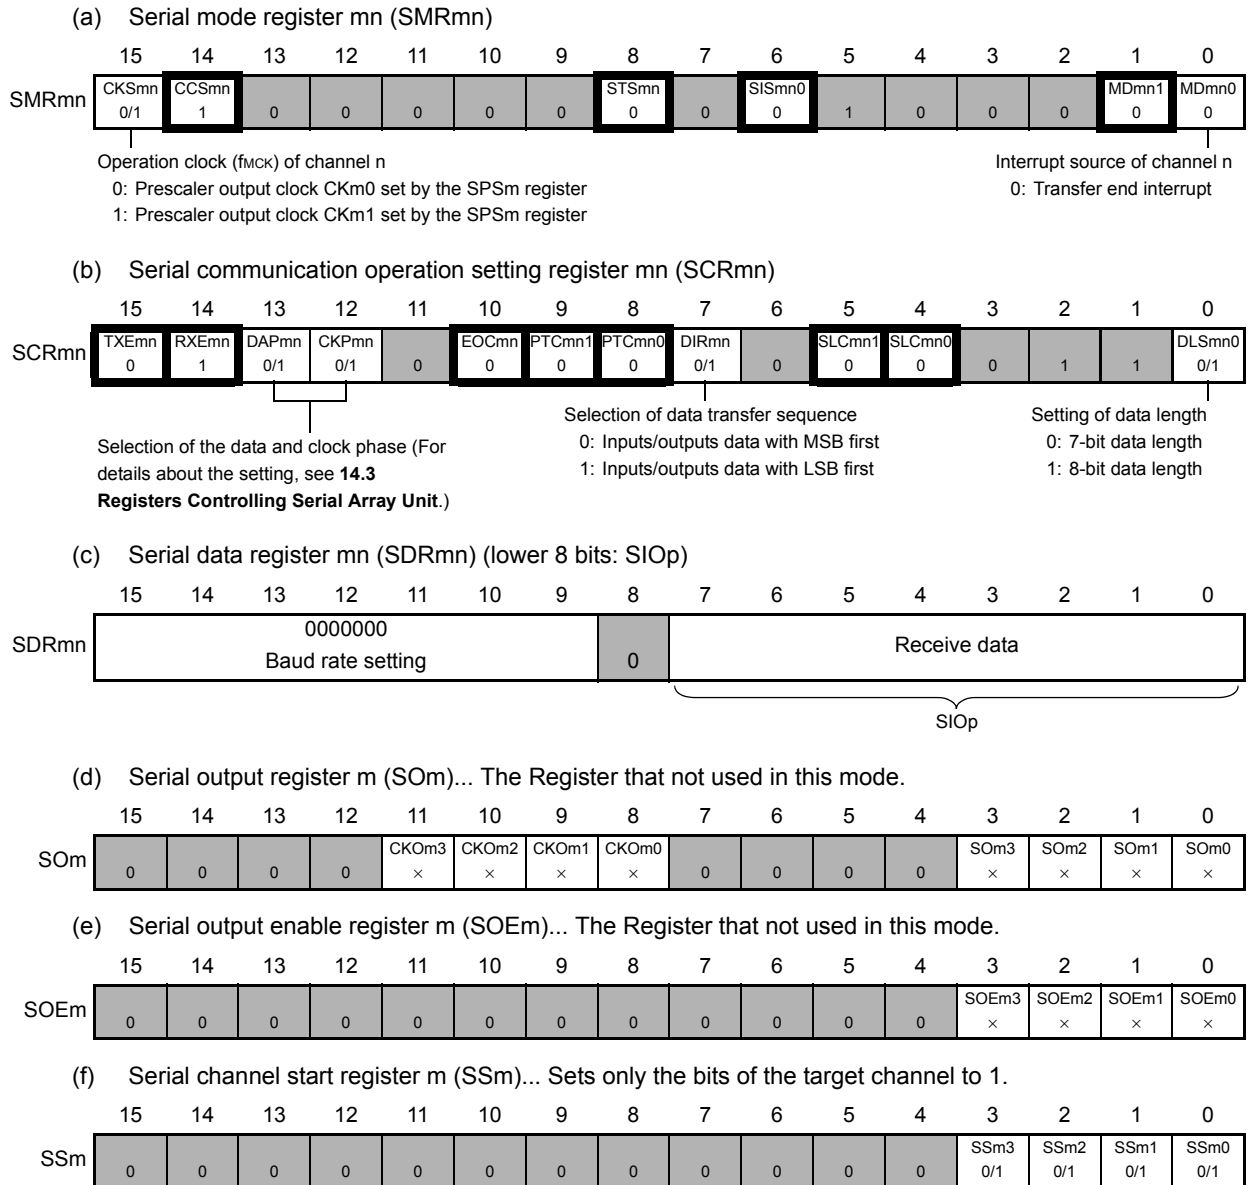 (a) Serial mode register mn (SMRmn)
15 14 13 12 11 10 9 8 7 6 5 4 3 2 1 0
SMRmn CKSmn CCSmn STSmn SISmn0 MDmn1 MDmn0
0/1 1 0 0 0 0 0 0 0 0 1 0 0 0 0 0
Operation clock (fMCK) of channel n
0: Prescaler output clock CKm0 set by the SPSm register
1: Prescaler output clock CKm1 set by the SPSm register
Interrupt source of channel n
0: Transfer end interrupt
(b) Serial communication operation setting register mn (SCRmn)
15 14 13 12 11 10 9 8 7 6 5 4 3 2 1 0
SCRmn TXEmn RXEmn DAPmn CKPmn EOCmn PTCmn1 PTCmn0 DIRmn SLCmn1 SLCmn0 DLSmn0
0 1 0/1 0/1 0 0 0 0 0/1 0 0 0 0 1 1 0/1
Selection of the data and clock phase (For
details about the setting, see 14.3
Registers Controlling Serial Array Unit.)
Selection of data transfer sequence
0: Inputs/outputs data with MSB first
1: Inputs/outputs data with LSB first
Setting of data length
0: 7-bit data length
1: 8-bit data length
(c) Serial data register mn (SDRmn) (lower 8 bits: SIOp)
15 14 13 12 11 10 9 8 7 6 5 4 3 2 1 0
SDRmn
0000000
Baud rate setting
0
Receive data
SIOp
(d) Serial output register m (SOm)... The Register that not used in this mode.
15 14 13 12 11 10 9 8 7 6 5 4 3 2 1 0
SOm CKOm3 CKOm2 CKOm1 CKOm0 SOm3 SOm2 SOm1 SOm0
0 0 0 0 × × × × 0 0 0 0 × × × ×
(e) Serial output enable register m (SOEm)... The Register that not used in this mode.
15 14 13 12 11 10 9 8 7 6 5 4 3 2 1 0
SOEm SOEm3 SOEm2 SOEm1 SOEm0
0 0 0 0 0 0 0 0 0 0 0 0 × × × ×
(f) Serial channel start register m (SSm)... Sets only the bits of the target channel to 1.
15 14 13 12 11 10 9 8 7 6 5 4 3 2 1 0
SSm SSm3 SSm2 SSm1 SSm0
0 0 0 0 0 0 0 0 0 0 0 0 0/1 0/1 0/1 0/1